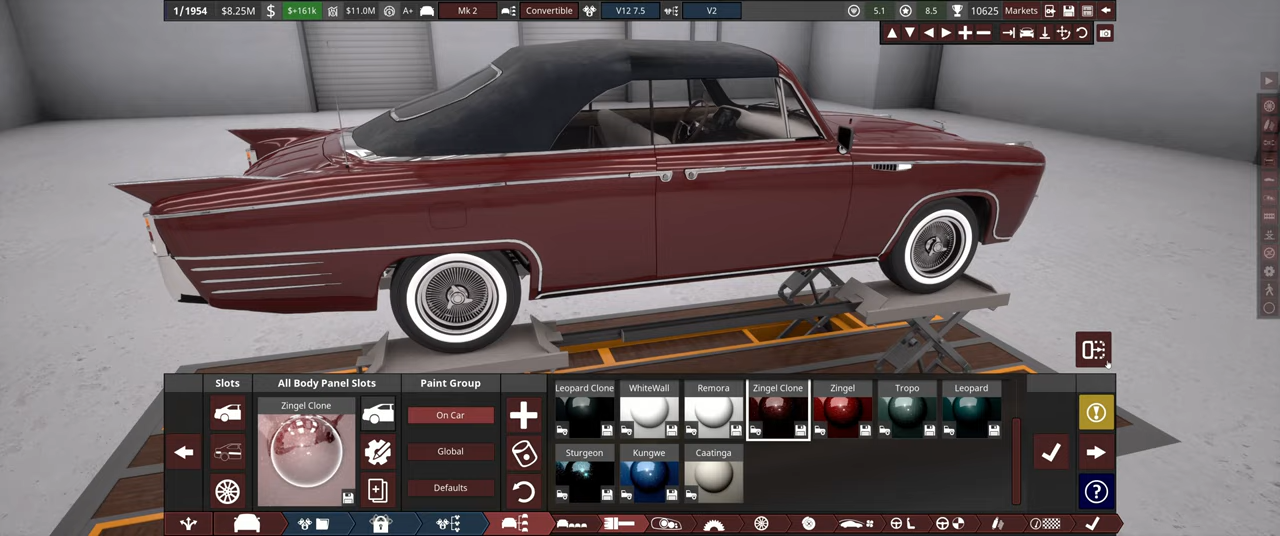 1/1954 $8.25M $+161k $11.0M A+ Mk 2 Convertible V12 7.5 V2 5.1 8.5 10625 Markets
Slots
All Body Panel Slots
Paint Group
Zingel Clone
On Car
Global
Defaults
Leopard Clone WhiteWall Remora Zingel Clone Zingel Tropo Leopard
Sturgeon Kungwe Caatinga